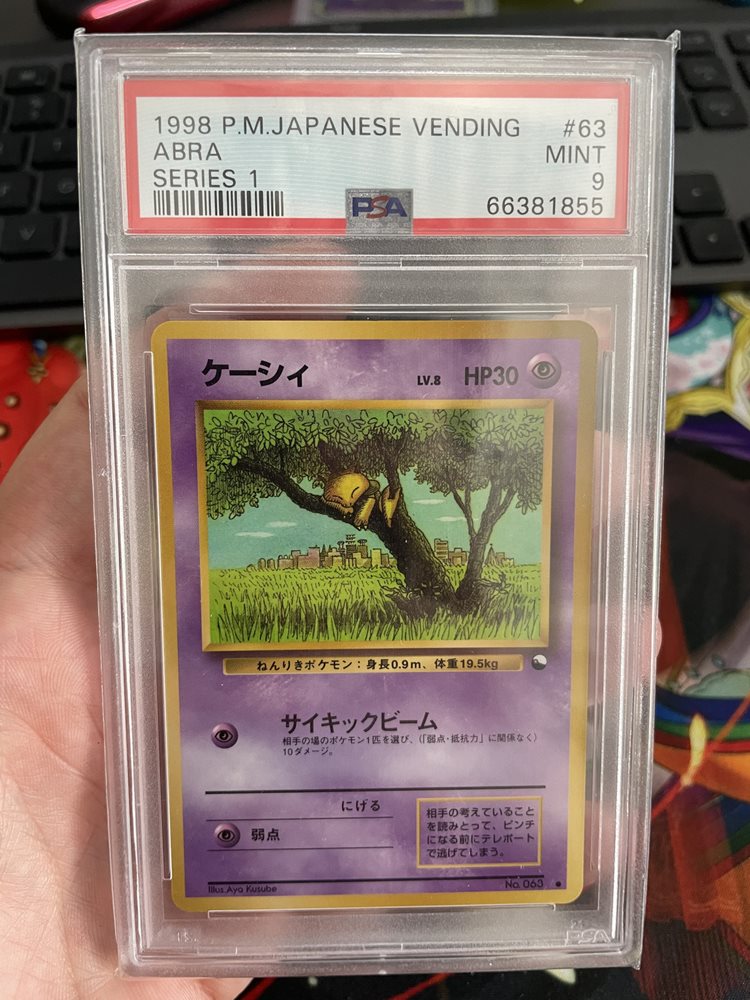 1998 P.M.JAPANESE VENDING #63
ABRA MINT
SERIES 1 9
PSA 66381855
ケーシィ LV.8 HP30
ねんりきポケモン：身長0.9m、体重19.5kg
サイキックビーム
相手の場のポケモン1匹を選び、(「弱点・抵抗力」に関係なく)
10ダメージ。
にげる
弱点
相手の考えていること
を読みとって、ピンチ
になる前にテレポート
で逃げてしまう。
Illus.Aya Kusube No. 063
PSA